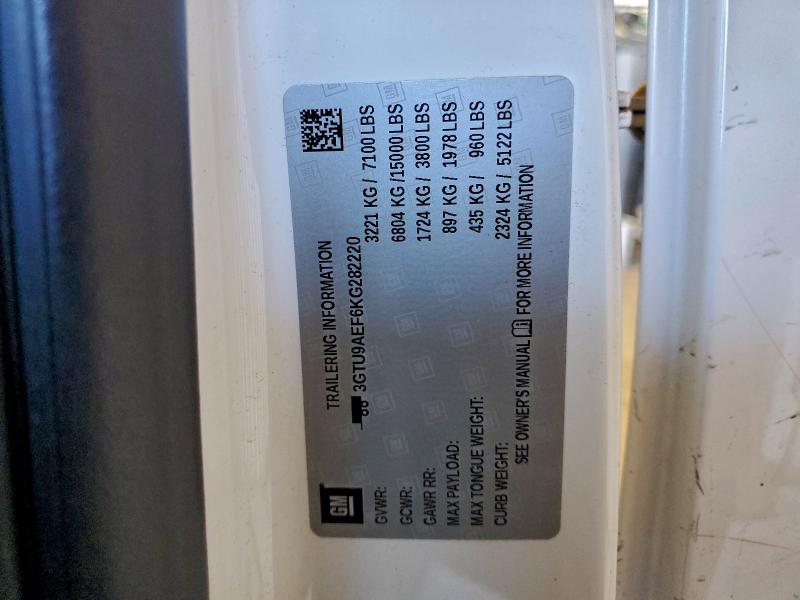 GM
TRAILERING INFORMATION
3GTU9AEF6KG282220
GVWR: 3221 KG / 7100 LBS
GCWR: 6804 KG /15000 LBS
GAWR RR: 1724 KG / 3800 LBS
MAX PAYLOAD: 897 KG / 1978 LBS
MAX TONGUE WEIGHT: 435 KG / 960 LBS
CURB WEIGHT: 2324 KG / 5122 LBS
SEE OWNER'S MANUAL FOR MORE INFORMATION